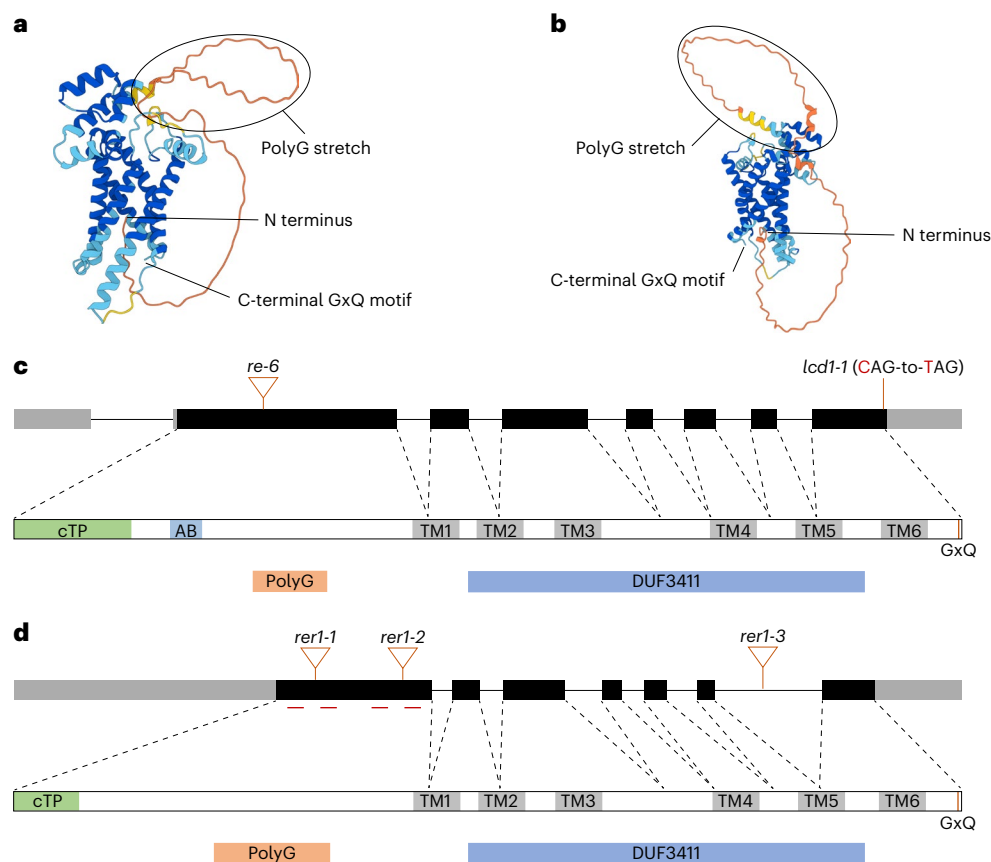 a
b
PolyG stretch
N terminus
C-terminal GxQ motif
PolyG stretch
N terminus
C-terminal GxQ motif
c
re-6
lcd1-1 (CAG-to-TAG)
cTP
AB
TM1
TM2
TM3
TM4
TM5
TM6
GxQ
PolyG
DUF3411
d
rer1-1
rer1-2
rer1-3
cTP
TM1
TM2
TM3
TM4
TM5
TM6
GxQ
PolyG
DUF3411